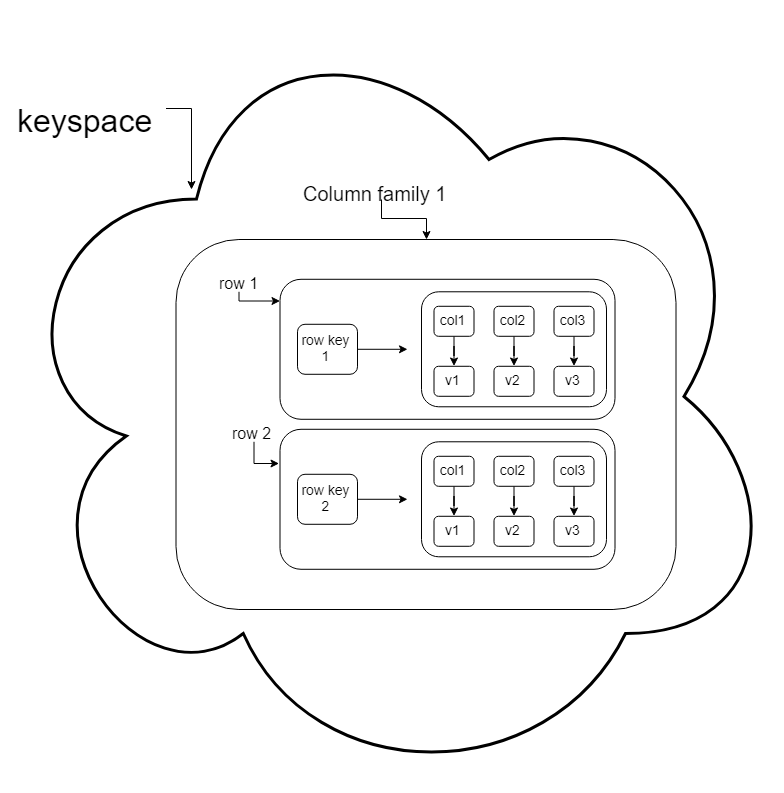 keyspace
Column family 1
row 1
col1 col2 col3
row key
1
v1 v2 v3
row 2
col1 col2 col3
row key
2
v1 v2 v3